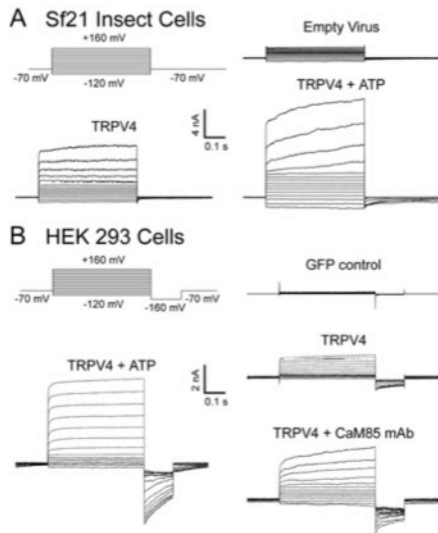 A Sf21 Insect Cells
+160 mV
-70 mV
-120 mV
-70 mV
Empty Virus
TRPV4
4 nA
0.1 s
TRPV4 + ATP
B HEK 293 Cells
+160 mV
-70 mV
-120 mV
-160 mV
-70 mV
GFP control
TRPV4
TRPV4 + ATP
2 nA
0.1 s
TRPV4 + CaM85 mAb